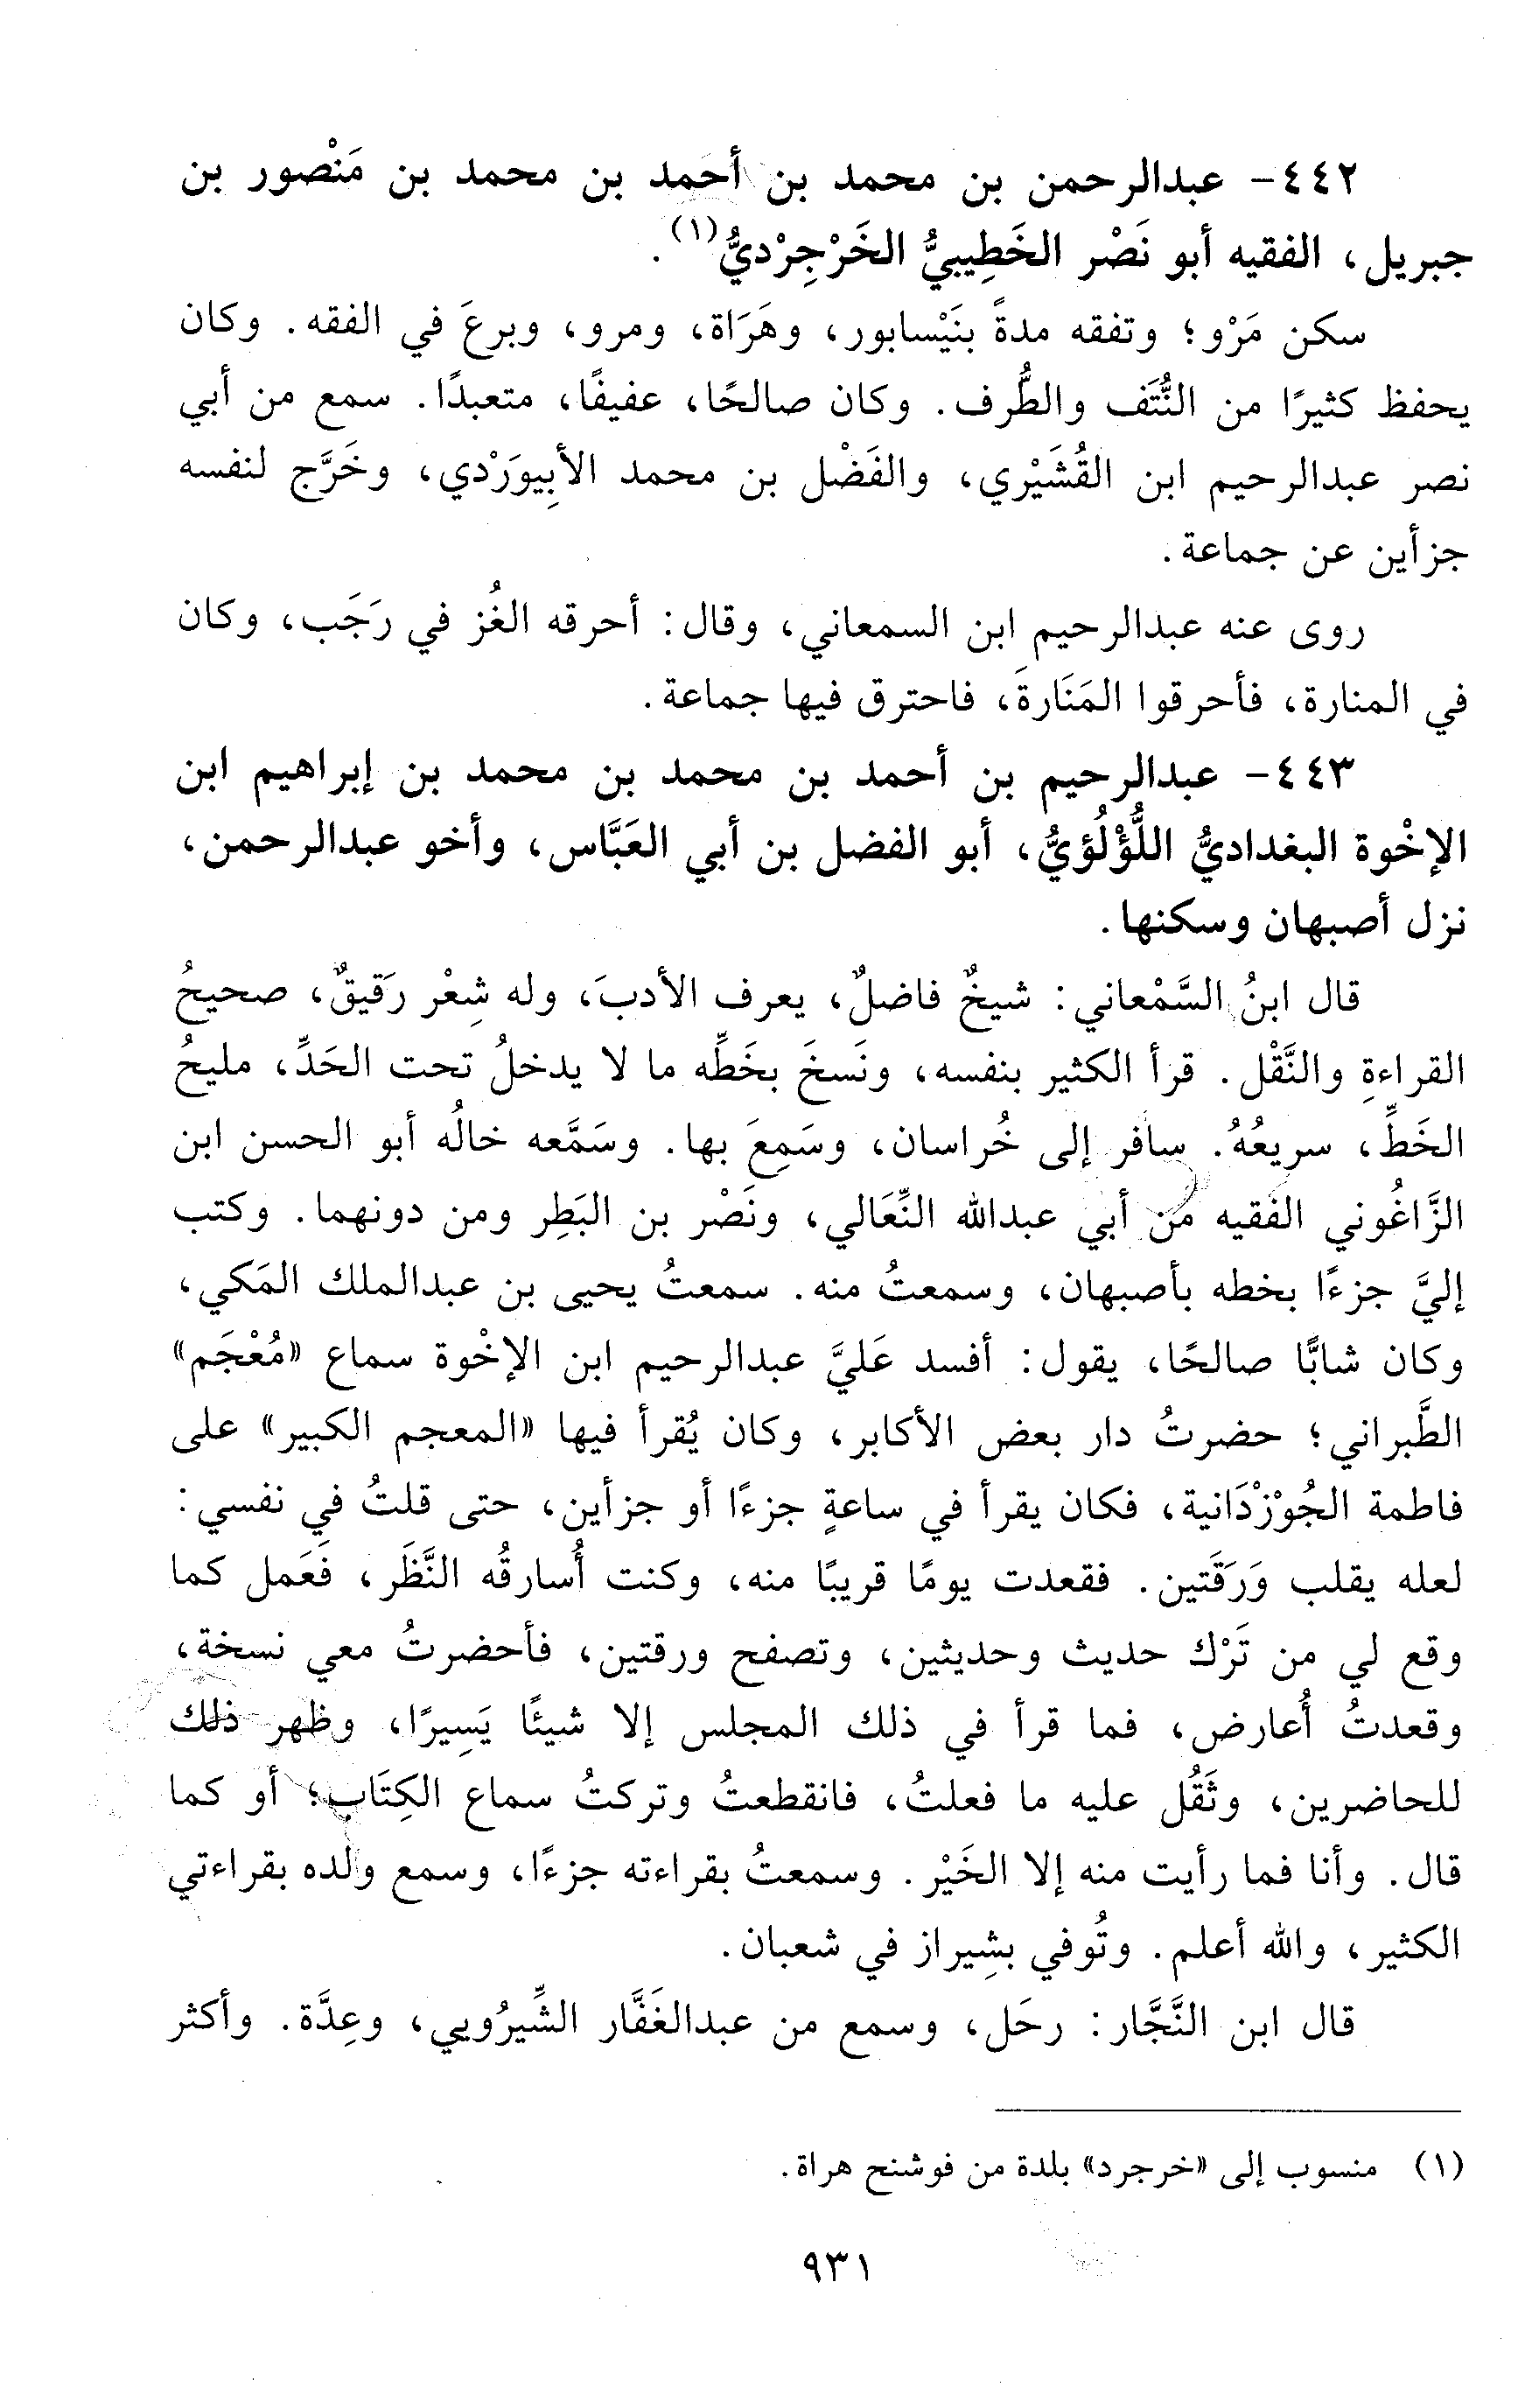 ٤٤٢- عبدالرحمن بن محمد بن أحمد بن محمد بن مَنْصور بن
جبريل، الفقيه أبو نَصْر الخَطِيبيُّ الخَرْجِرْديُّ(١).
سكن مَرْو؛ وتفقه مدةً بنَيْسابور، وهَرَاة، ومرو، وبرعَ في الفقه. وكان
يحفظ كثيرًا من النُّتَف والطُّرف. وكان صالحًا، عفيفًا، متعبدًا. سمع من أبي
نصر عبدالرحيم ابن القُشَيْري، والفَضْل بن محمد الأبِيوَرْدي، وخَرَّج لنفسه
جزأين عن جماعة.
روى عنه عبدالرحيم ابن السمعاني، وقال: أحرقه الغُز في رَجَب، وكان
في المنارة، فأحرقوا المَنَارةَ، فاحترق فيها جماعة.
٤٤٣- عبدالرحيم بن أحمد بن محمد بن محمد بن إبراهيم ابن
الإخْوة البغداديُّ اللُّؤْلُؤيُّ، أبو الفضل بن أبي العَبَّاس، وأخو عبدالرحمن،
نزل أصبهان وسكنها.
قال ابنُ السَّمْعاني: شيخٌ فاضلٌ، يعرف الأدبَ، وله شِعْر رَقيقٌ، صحيحُ
القراءةِ والنَّقْل. قرأ الكثير بنفسه، ونَسخَ بخَطِّه ما لا يدخلُ تحت الحَدِّ، مليحُ
الخَطِّ، سريعُهُ. سافر إلى خُراسان، وسَمِعَ بها. وسَمَّعه خالُه أبو الحسن ابن
الزَّاغُوني الفقيه من أبي عبدالله النِّعَالي، ونَصْر بن البَطِر ومن دونهما. وكتب
إليَّ جزءًا بخطه بأصبهان، وسمعتُ منه. سمعتُ يحيى بن عبدالملك المَكي،
وكان شابًّا صالحًا، يقول: أفسد عَليَّ عبدالرحيم ابن الإخْوة سماع «مُعْجَم»
الطَّبراني؛ حضرتُ دار بعض الأكابر، وكان يُقرأ فيها «المعجم الكبير» على
فاطمة الجُوْزْدَانية، فكان يقرأ في ساعةٍ جزءًا أو جزأين، حتى قلتُ في نفسي:
لعله يقلب وَرَقَتين. فقعدت يومًا قريبًا منه، وكنت أُسارقُه النَّظَر، فَعَمل كما
وقع لي من تَرْك حديث وحديثين، وتصفح ورقتين، فأحضرتُ معي نسخة،
وقعدتُ أُعارض، فما قرأ في ذلك المجلس إلا شيئًا يَسِيرًا، وظهر ذلك
للحاضرين، وثَقُل عليه ما فعلتُ، فانقطعتُ وتركتُ سماع الكِتَاب؛ أو كما
قال. وأنا فما رأيت منه إلا الخَيْر. وسمعتُ بقراءته جزءًا، وسمع ولده بقراءتي
الكثير، والله أعلم. وتُوفي بشِيراز في شعبان.
قال ابن النَّجَّار: رحَل، وسمع من عبدالغَفَّار الشِّيرُويي، وعِدَّة. وأكثر
(١) منسوب إلى «خرجرد» بلدة من فوشنح هراة.
٩٣١